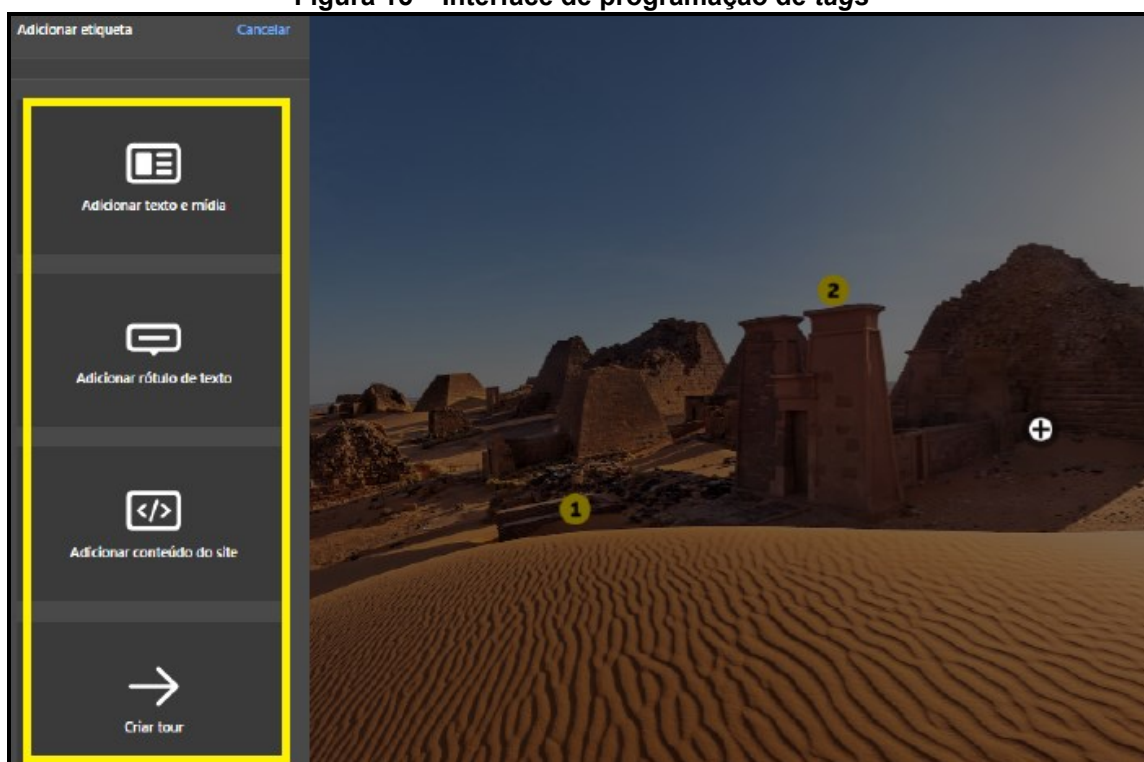 Figura 10 – Interface de programação de tags
Adicionar etiqueta
Cancelar
Adicionar texto e mídia
Adicionar rótulo de texto
</>
Adicionar conteúdo do site
Criar tour
2
1